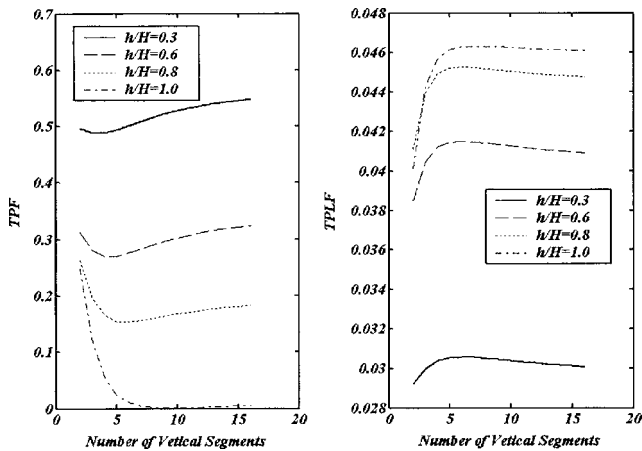 0.7
0.6
0.5
0.4
0.3
0.2
0.1
0
TPF
h/H=0.3
h/H=0.6
h/H=0.8
h/H=1.0
0
5
10
15
20
Number of Vetical Segments
0.048
0.046
0.044
0.042
0.04
0.038
0.036
0.034
0.032
0.03
0.028
TPLF
h/H=0.3
h/H=0.6
h/H=0.8
h/H=1.0
0
5
10
15
20
Number of Vetical Segments